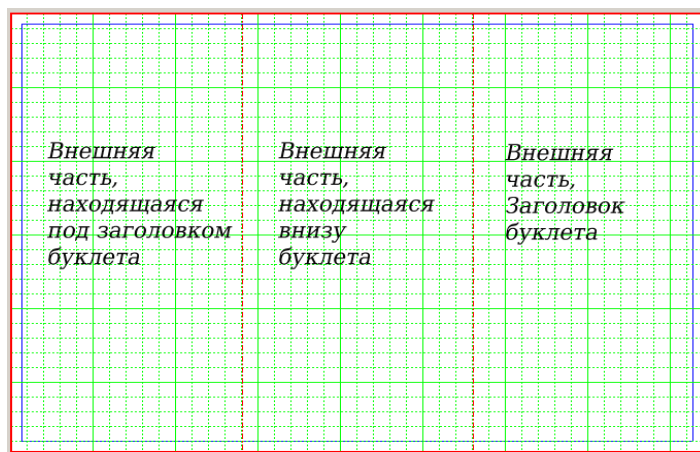 Внешняя
часть,
находящаяся
под заголовком
буклета
Внешняя
часть,
находящаяся
внизу
буклета
Внешняя
часть,
Заголовок
буклета